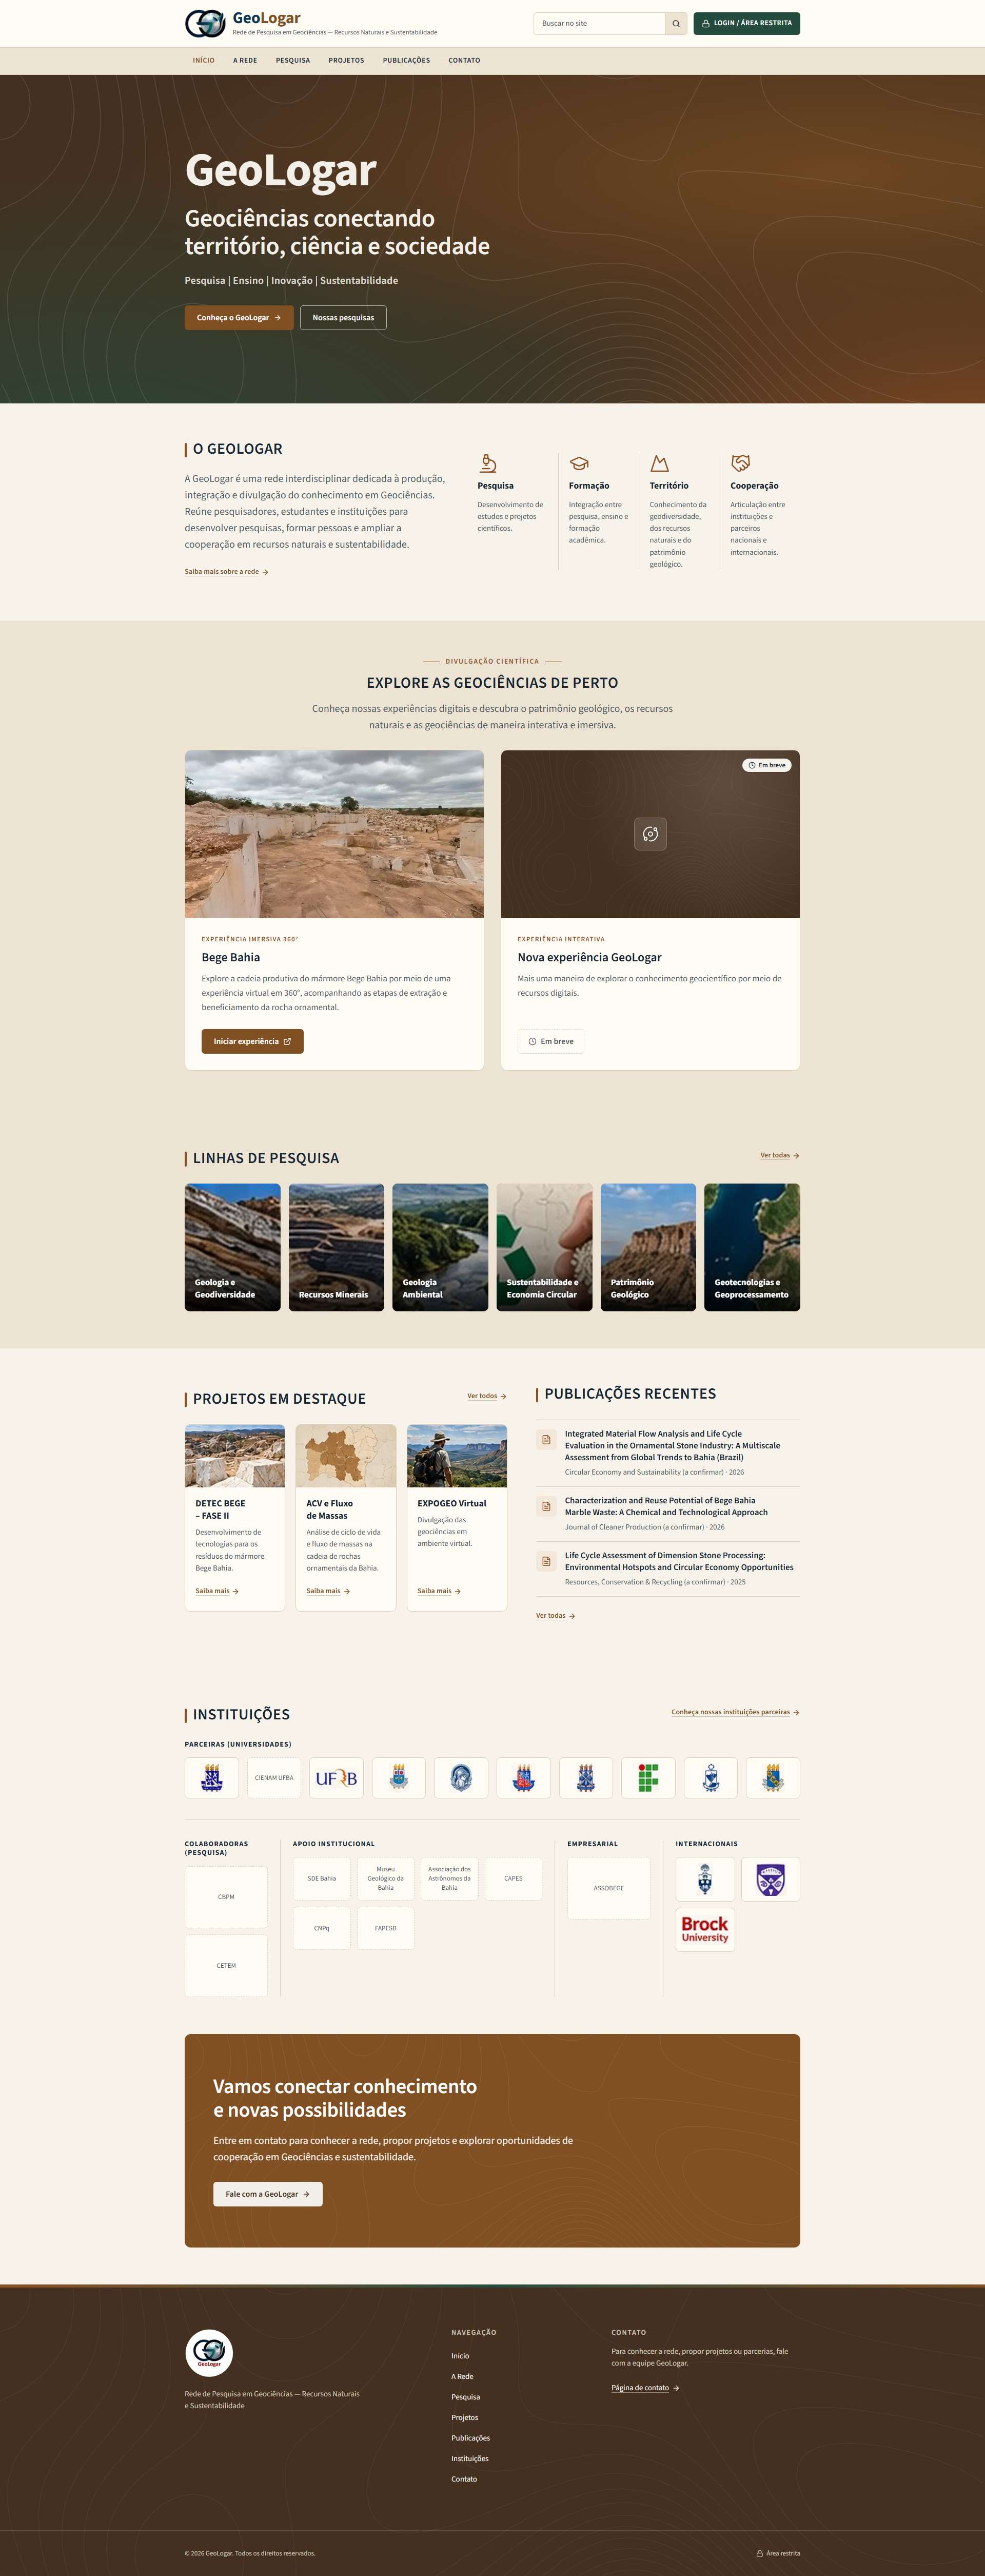 GeoLogar
Rede de Pesquisa em Geociências — Recursos Naturais e Sustentabilidade
Buscar no site
LOGIN / ÁREA RESTRITA
INÍCIO
A REDE
PESQUISA
PROJETOS
PUBLICAÇÕES
CONTATO
GeoLogar
Geociências conectando
território, ciência e sociedade
Pesquisa | Ensino | Inovação | Sustentabilidade
Conheça o GeoLogar
Nossas pesquisas
O GEOLOGAR
A GeoLogar é uma rede interdisciplinar dedicada à produção,
integração e divulgação do conhecimento em Geociências.
Reúne pesquisadores, estudantes e instituições para
desenvolver pesquisas, formar pessoas e ampliar a
cooperação em recursos naturais e sustentabilidade.
Saiba mais sobre a rede
Pesquisa
Desenvolvimento de
estudos e projetos
científicos.
Formação
Integração entre
pesquisa, ensino e
formação
acadêmica.
Território
Conhecimento da
geodiversidade,
dos recursos
naturais e do
patrimônio
geológico.
Cooperação
Articulação entre
instituições e
parceiros
nacionais e
internacionais.
DIVULGAÇÃO CIENTÍFICA
EXPLORE AS GEOCIÊNCIAS DE PERTO
Conheça nossas experiências digitais e descubra o patrimônio geológico, os recursos
naturais e as geociências de maneira interativa e imersiva.
EXPERIÊNCIA IMERSIVA 360°
Bege Bahia
Explore a cadeia produtiva do mármore Bege Bahia por meio de uma
experiência virtual em 360°, acompanhando as etapas de extração e
beneficiamento da rocha ornamental.
Iniciar experiência
Em breve
EXPERIÊNCIA INTERATIVA
Nova experiência GeoLogar
Mais uma maneira de explorar o conhecimento geocientífico por meio de
recursos digitais.
Em breve
LINHAS DE PESQUISA
Ver todas
Geologia e
Geodiversidade
Recursos Minerais
Geologia
Ambiental
Sustentabilidade e
Economia Circular
Patrimônio
Geológico
Geotecnologias e
Geoprocessamento
PROJETOS EM DESTAQUE
Ver todos
DETEC BEGE
– FASE II
Desenvolvimento de
tecnologias para os
resíduos do mármore
Bege Bahia.
Saiba mais
ACV e Fluxo
de Massas
Análise de ciclo de vida
e fluxo de massas na
cadeia de rochas
ornamentais da Bahia.
Saiba mais
EXPOGEO Virtual
Divulgação das
geociências em
ambiente virtual.
Saiba mais
PUBLICAÇÕES RECENTES
Integrated Material Flow Analysis and Life Cycle
Evaluation in the Ornamental Stone Industry: A Multiscale
Assessment from Global Trends to Bahia (Brazil)
Circular Economy and Sustainability (a confirmar) · 2026
Characterization and Reuse Potential of Bege Bahia
Marble Waste: A Chemical and Technological Approach
Journal of Cleaner Production (a confirmar) · 2026
Life Cycle Assessment of Dimension Stone Processing:
Environmental Hotspots and Circular Economy Opportunities
Resources, Conservation & Recycling (a confirmar) · 2025
Ver todas
INSTITUIÇÕES
Conheça nossas instituições parceiras
PARCEIRAS (UNIVERSIDADES)
CIENAM UFBA
UFRB
COLABORADORAS
(PESQUISA)
CBPM
CETEM
APOIO INSTITUCIONAL
SDE Bahia
Museu
Geológico da
Bahia
Associação dos
Astrônomos da
Bahia
CAPES
CNPq
FAPESB
EMPRESARIAL
ASSOBEGE
INTERNACIONAIS
Brock
University
Vamos conectar conhecimento
e novas possibilidades
Entre em contato para conhecer a rede, propor projetos e explorar oportunidades de
cooperação em Geociências e sustentabilidade.
Fale com a GeoLogar
GeoLogar
Rede de Pesquisa em Geociências — Recursos Naturais
e Sustentabilidade
NAVEGAÇÃO
Início
A Rede
Pesquisa
Projetos
Publicações
Instituições
Contato
CONTATO
Para conhecer a rede, propor projetos ou parcerias, fale
com a equipe GeoLogar.
Página de contato
© 2026 GeoLogar. Todos os direitos reservados.
Área restrita